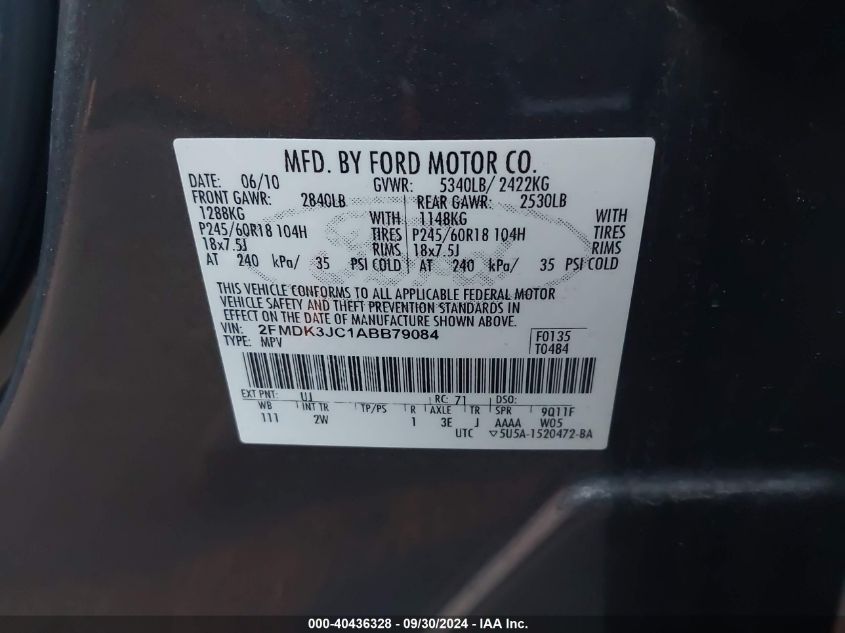 MFD. BY FORD MOTOR CO.
DATE: 06/10 GVWR: 5340LB/ 2422KG
FRONT GAWR: 2840LB REAR GAWR: 2530LB
1288KG WITH 1148KG WITH
P245/60R18 104H TIRES P245/60R18 104H TIRES
18x7.5J RIMS 18x7.5J RIMS
AT 240 kPa/ 35 PSI COLD AT 240 kPa/ 35 PSI COLD
THIS VEHICLE CONFORMS TO ALL APPLICABLE FEDERAL MOTOR
VEHICLE SAFETY AND THEFT PREVENTION STANDARDS IN
EFFECT ON THE DATE OF MANUFACTURE SHOWN ABOVE.
VIN: 2FMDK3JC1ABB79084 F0135
TYPE: MPV T0484
EXT PNT: UJ RC: 71 DSO:
WB INT TR TP/PS R AXLE TR SPR 9Q11F
111 2W 1 3E J AAAA W05
UTC ▽5U5A-1520472-BA
000-40436328 - 09/30/2024 - IAA Inc.